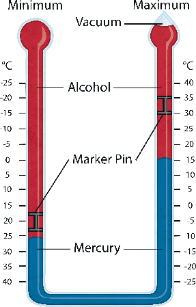 Minimum Maximum
Vacuum
°C °C
-25 Alcohol 40
-20 35
-15 30
-10 25
-5 20
0 Marker Pin 15
5 10
10 5
15 0
20 -5
25 -10
30 Mercury -15
35 -20
40 -25